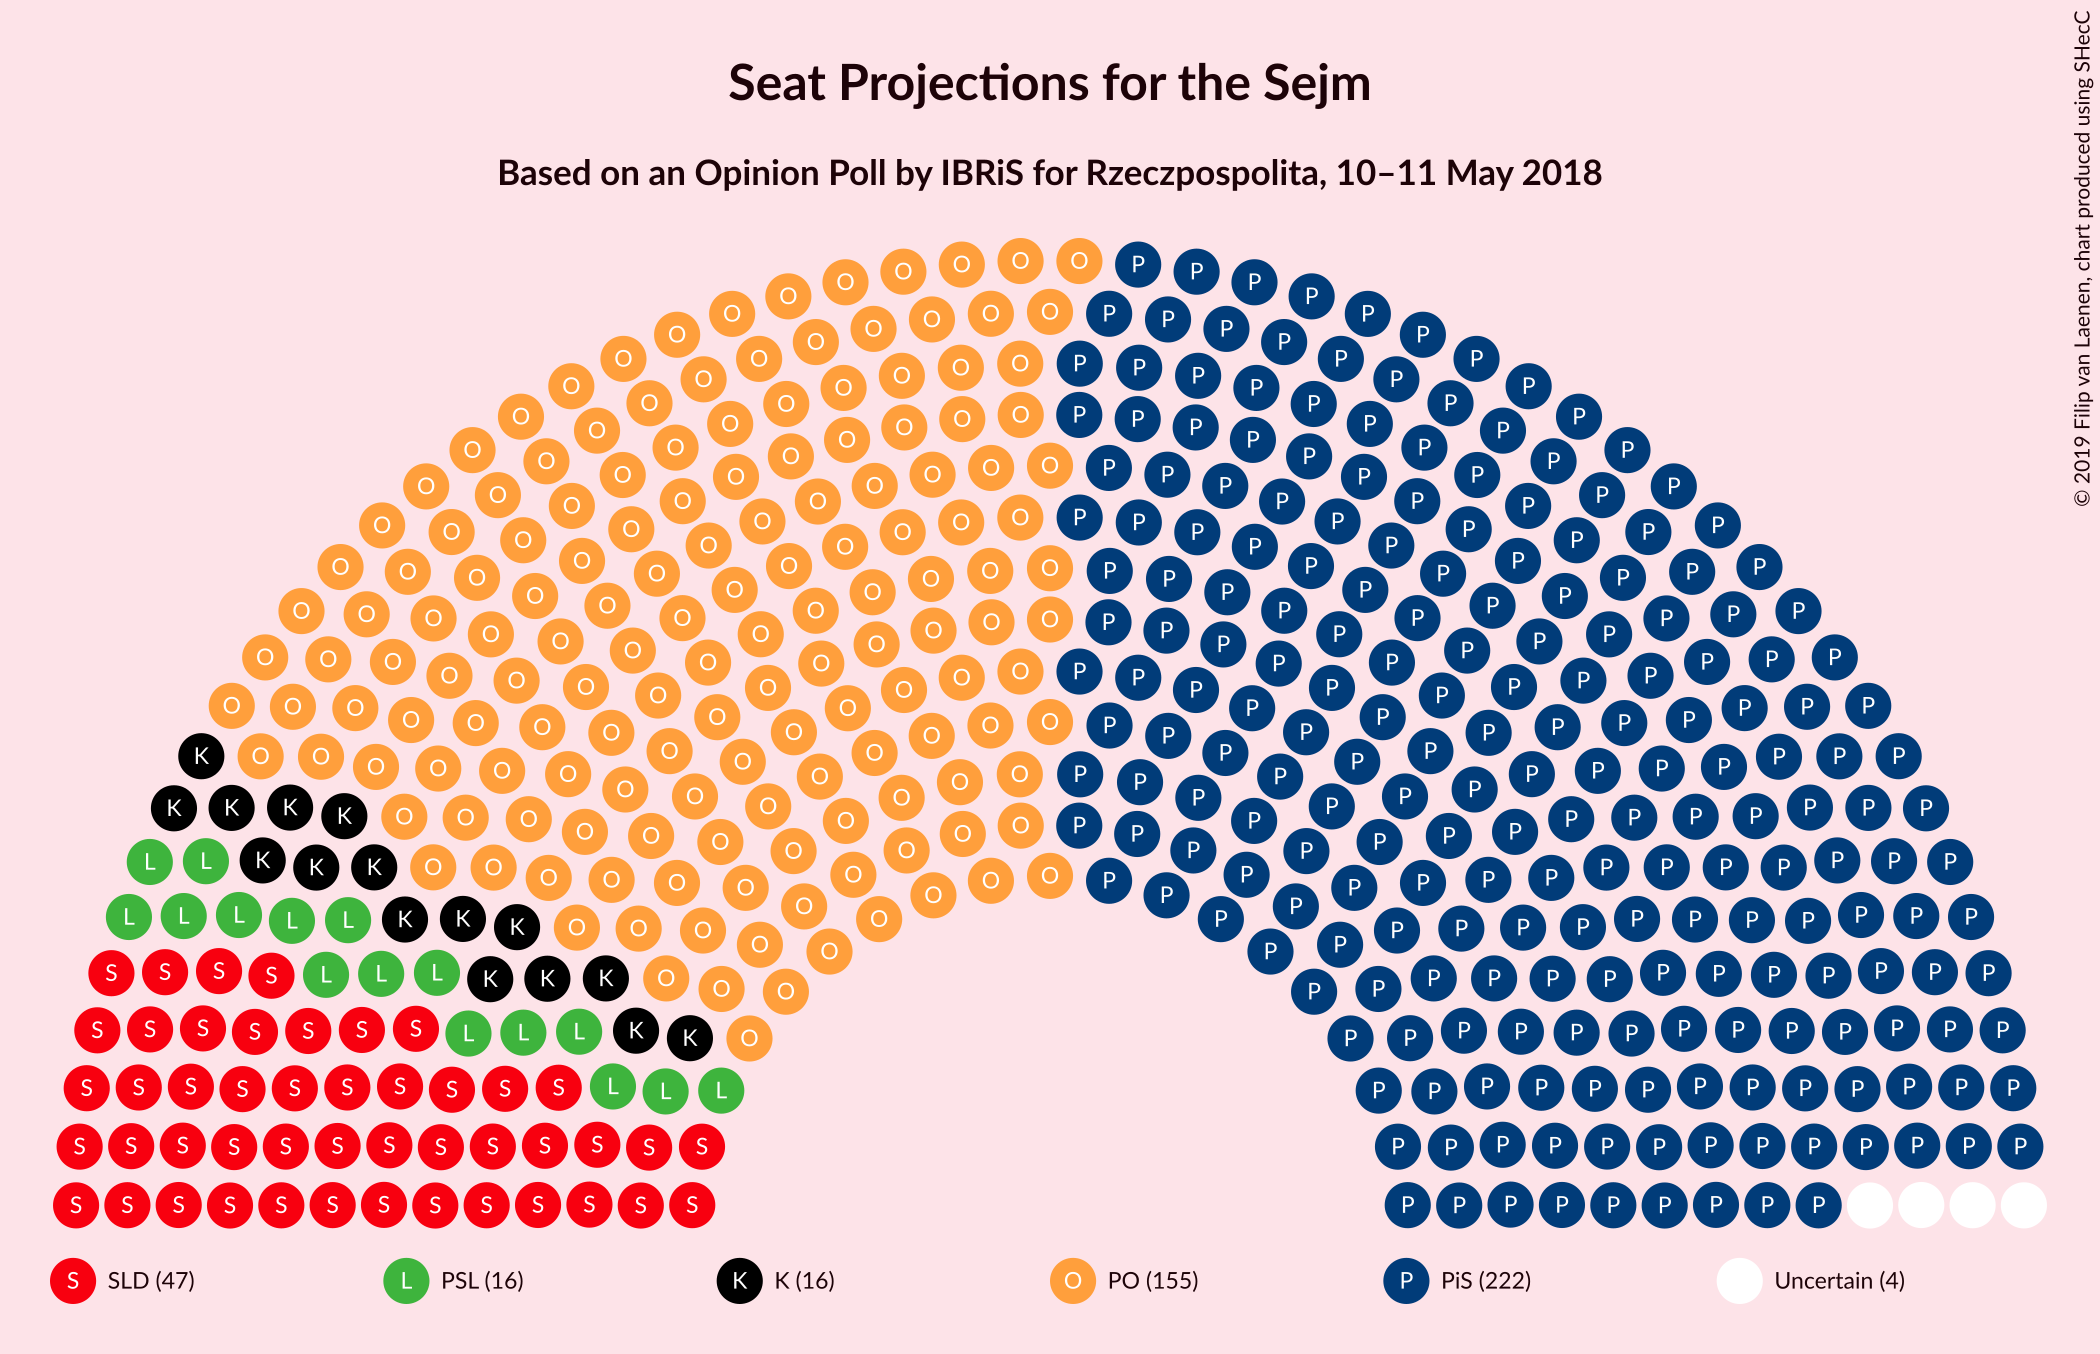 Seat Projections for the Sejm
Based on an Opinion Poll by IBRiS for Rzeczpospolita, 10–11 May 2018
© 2019 Filip van Laenen, chart produced using SHecC
S SLD (47)
L PSL (16)
K K (16)
O PO (155)
P PiS (222)
Uncertain (4)